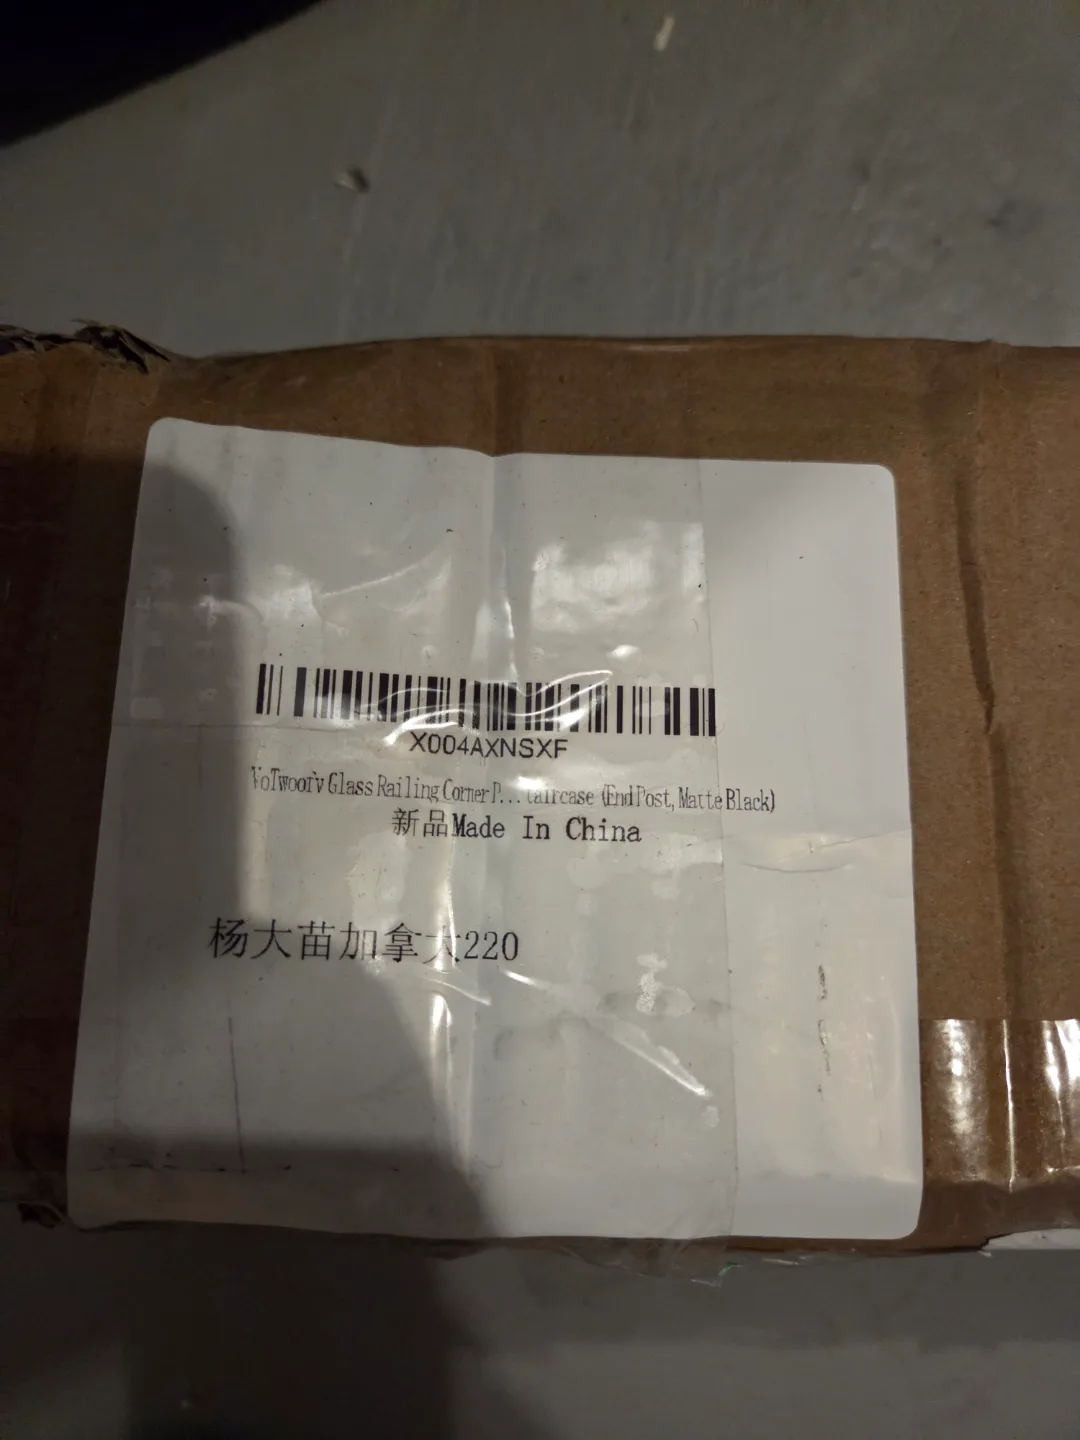 X004AXNSXF
Glass Railing Corner P... taircase (End Post, Matte Black)
新品Made In China
杨大苗加拿大220